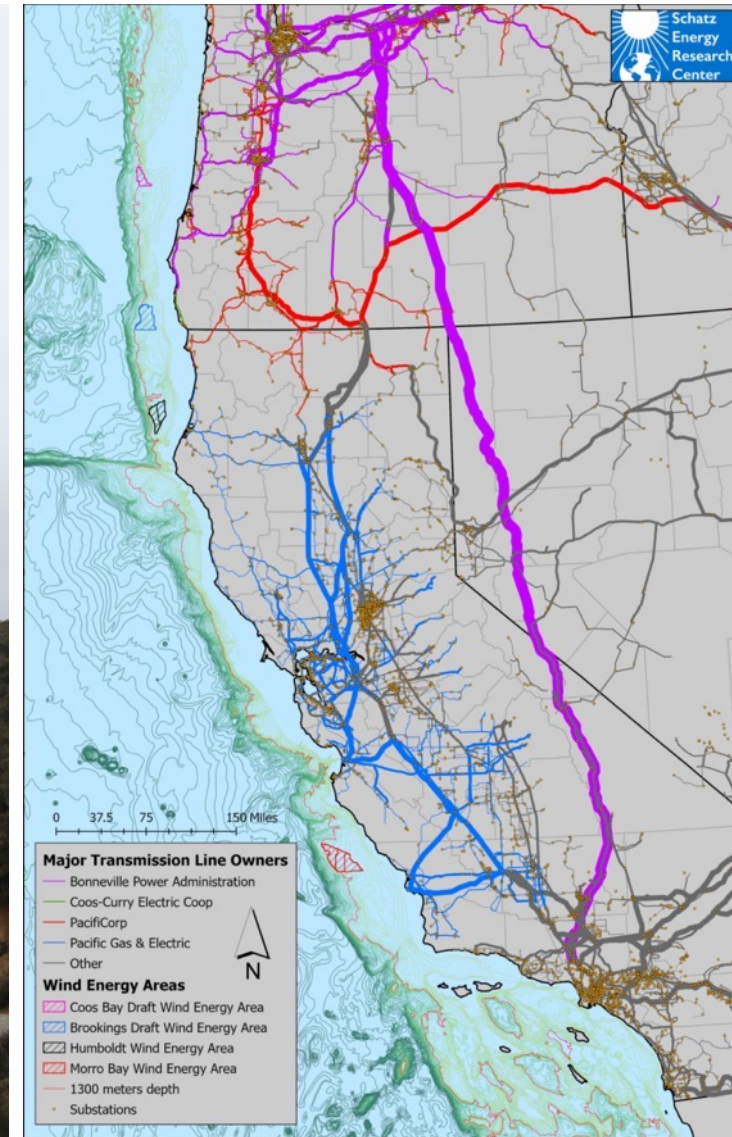 Schatz
Energy
Research
Center
0 37.5 75 150 Miles
Major Transmission Line Owners
Bonneville Power Administration
Coos-Curry Electric Coop
PacifiCorp
Pacific Gas & Electric
Other
N
Wind Energy Areas
Coos Bay Draft Wind Energy Area
Brookings Draft Wind Energy Area
Humboldt Wind Energy Area
Morro Bay Wind Energy Area
1300 meters depth
Substations